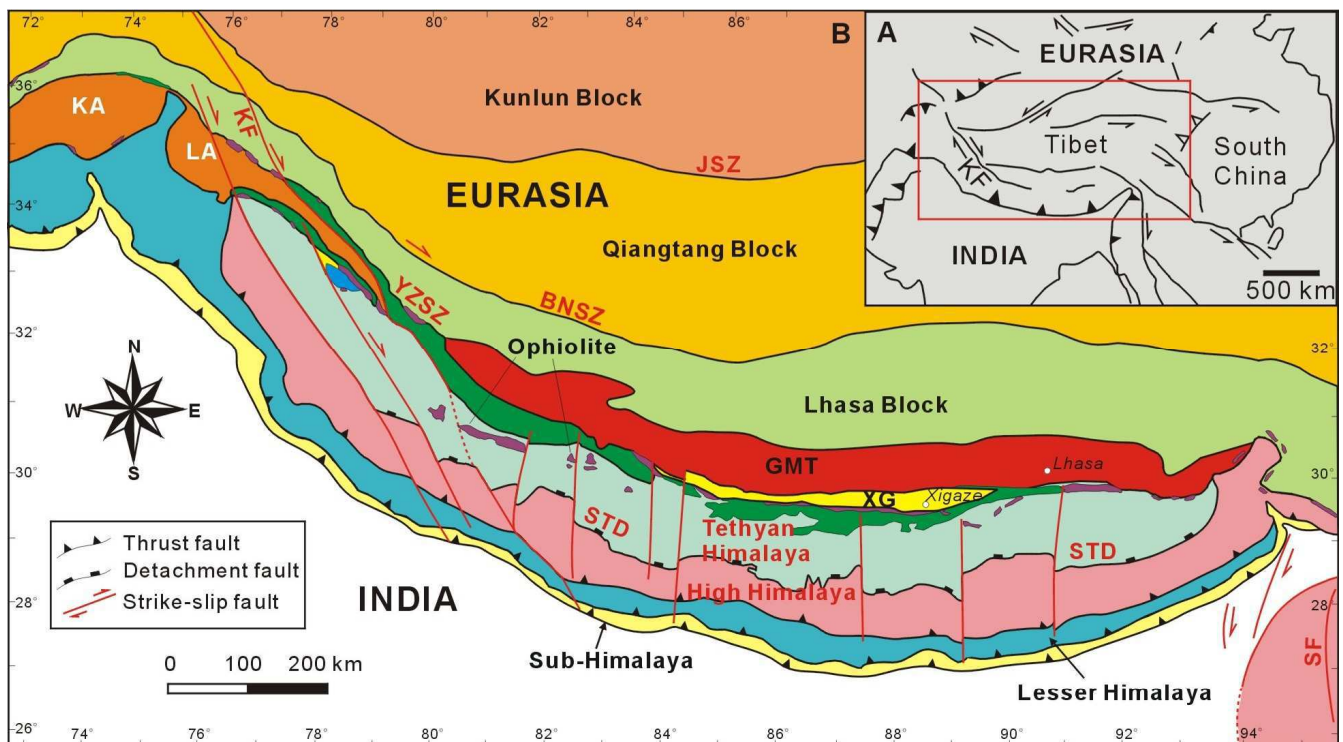 72°
74°
76°
78°
80°
82°
84°
86°
B
A
EURASIA
Tibet
South
China
KF
INDIA
500 km
36°
KA
LA
KF
Kunlun Block
JSZ
34°
EURASIA
Qiangtang Block
YZSZ
BNSZ
32°
32°
Ophiolite
Lhasa Block
N
W
E
S
GMT
Lhasa
30°
30°
XG
Xigaze
STD
Tethyan
Himalaya
STD
High Himalaya
Thrust fault
Detachment fault
Strike-slip fault
INDIA
28°
28°
Sub-Himalaya
Lesser Himalaya
SF
0
100
200 km
26°
74°
76°
78°
80°
82°
84°
86°
88°
90°
92°
94°